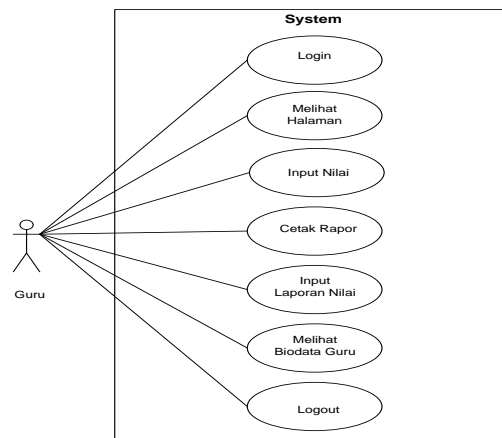 System
Login
Melihat
Halaman
Input Nilai
Cetak Rapor
Guru
Input
Laporan Nilai
Melihat
Biodata Guru
Logout